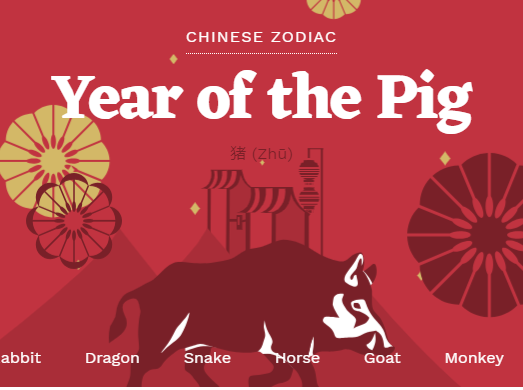 CHINESE ZODIAC
Year of the Pig
猪 (Zhū)
abbit Dragon Snake Horse Goat Monkey